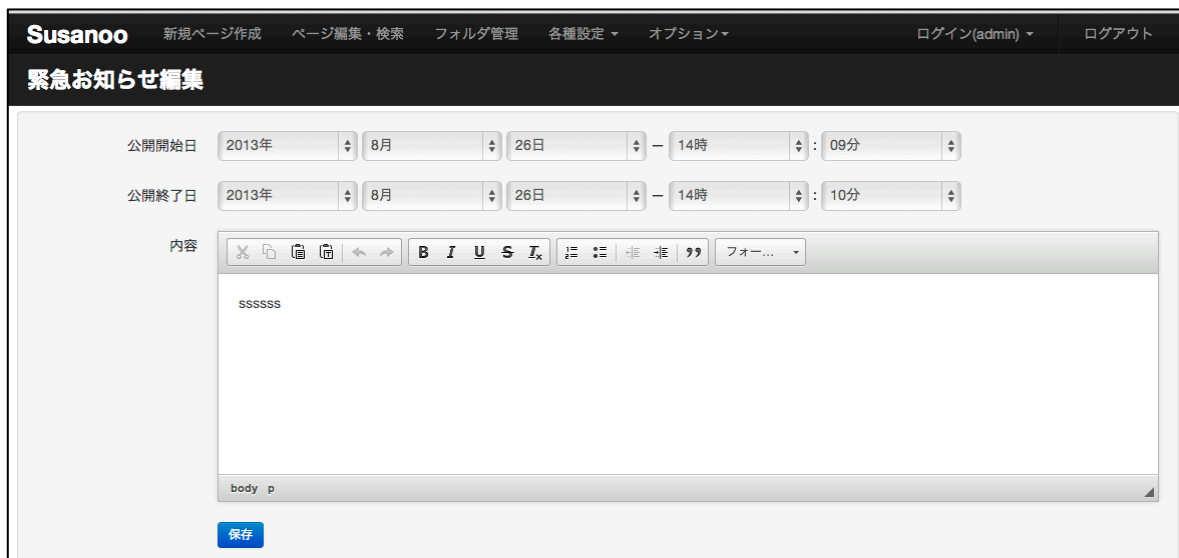 Susanoo 新規ページ作成 ページ編集・検索 フォルダ管理 各種設定 オプション ログイン(admin) ログアウト
緊急お知らせ編集
公開開始日 2013年 8月 26日 – 14時 : 09分
公開終了日 2013年 8月 26日 – 14時 : 10分
内容 B I U S Ix フォー...
ssssss
body p
保存